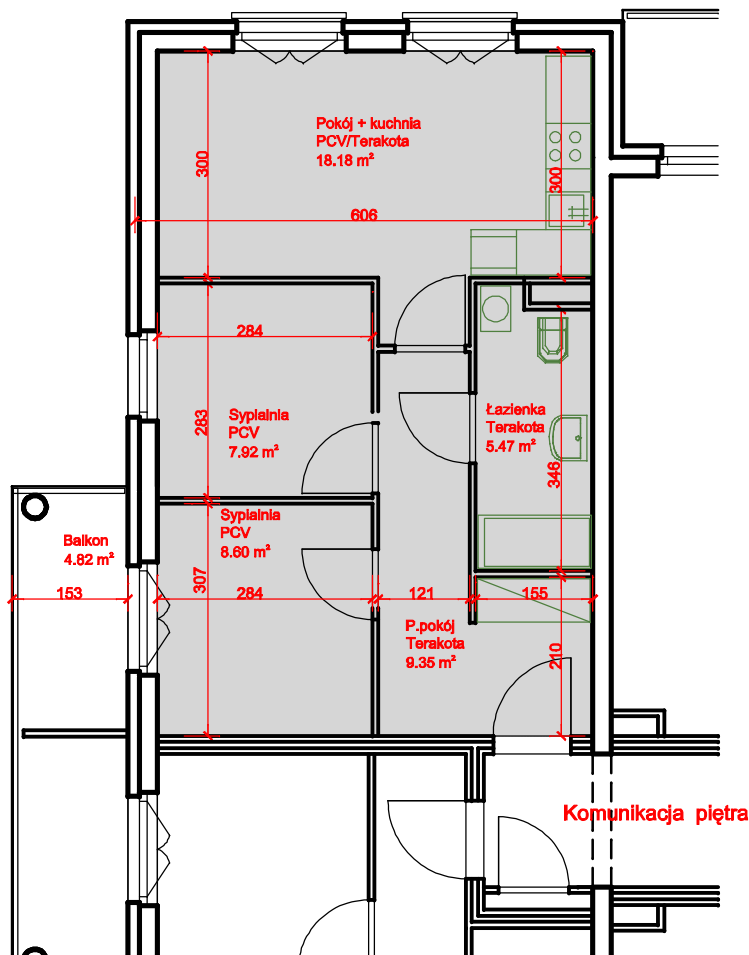 Pokój + kuchnia
PCV/Terakota
18.18 m²
300
300
606
284
283
Sypialnia
PCV
7.92 m²
Łazienka
Terakota
5.47 m²
346
Sypialnia
PCV
8.60 m²
Balkon
4.82 m²
307
153
284
121
155
P.pokój
Terakota
9.35 m²
210
Komunikacja piętra